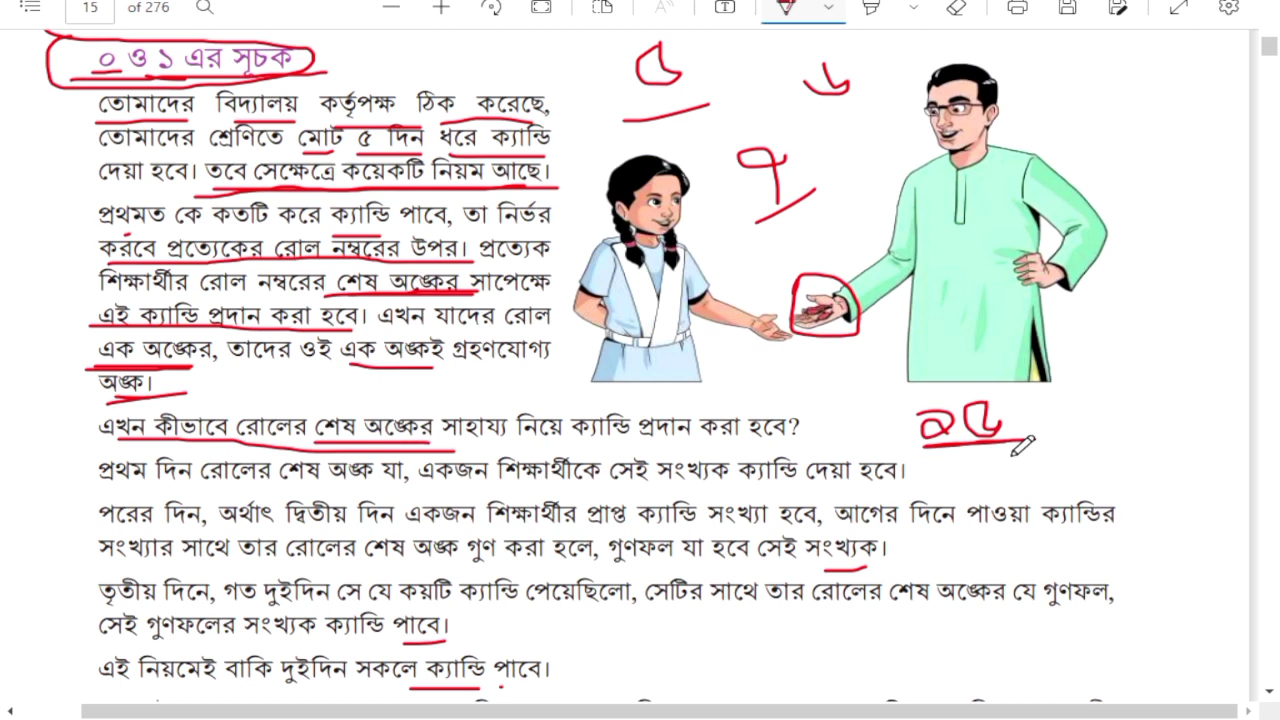 15 of 276
০ ও ১ এর সূচক
তোমাদের বিদ্যালয় কর্তৃপক্ষ ঠিক করেছে,
তোমাদের শ্রেণিতে মোট ৫ দিন ধরে ক্যান্ডি
দেয়া হবে। তবে সেক্ষেত্রে কয়েকটি নিয়ম আছে।
প্রথমত কে কতটি করে ক্যান্ডি পাবে, তা নির্ভর
করবে প্রত্যেকের রোল নম্বরের উপর। প্রত্যেক
শিক্ষার্থীর রোল নম্বরের শেষ অঙ্কের সাপেক্ষে
এই ক্যান্ডি প্রদান করা হবে। এখন যাদের রোল
এক অঙ্কের, তাদের ওই এক অঙ্কই গ্রহণযোগ্য
অঙ্ক।
৫
৬
৭
২৫
এখন কীভাবে রোলের শেষ অঙ্কের সাহায্য নিয়ে ক্যান্ডি প্রদান করা হবে?
প্রথম দিন রোলের শেষ অঙ্ক যা, একজন শিক্ষার্থীকে সেই সংখ্যক ক্যান্ডি দেয়া হবে।
পরের দিন, অর্থাৎ দ্বিতীয় দিন একজন শিক্ষার্থীর প্রাপ্ত ক্যান্ডি সংখ্যা হবে, আগের দিনে পাওয়া ক্যান্ডির
সংখ্যার সাথে তার রোলের শেষ অঙ্ক গুণ করা হলে, গুণফল যা হবে সেই সংখ্যক।
তৃতীয় দিনে, গত দুইদিন সে যে কয়টি ক্যান্ডি পেয়েছিলো, সেটির সাথে তার রোলের শেষ অঙ্কের যে গুণফল,
সেই গুণফলের সংখ্যক ক্যান্ডি পাবে।
এই নিয়মেই বাকি দুইদিন সকলে ক্যান্ডি পাবে।